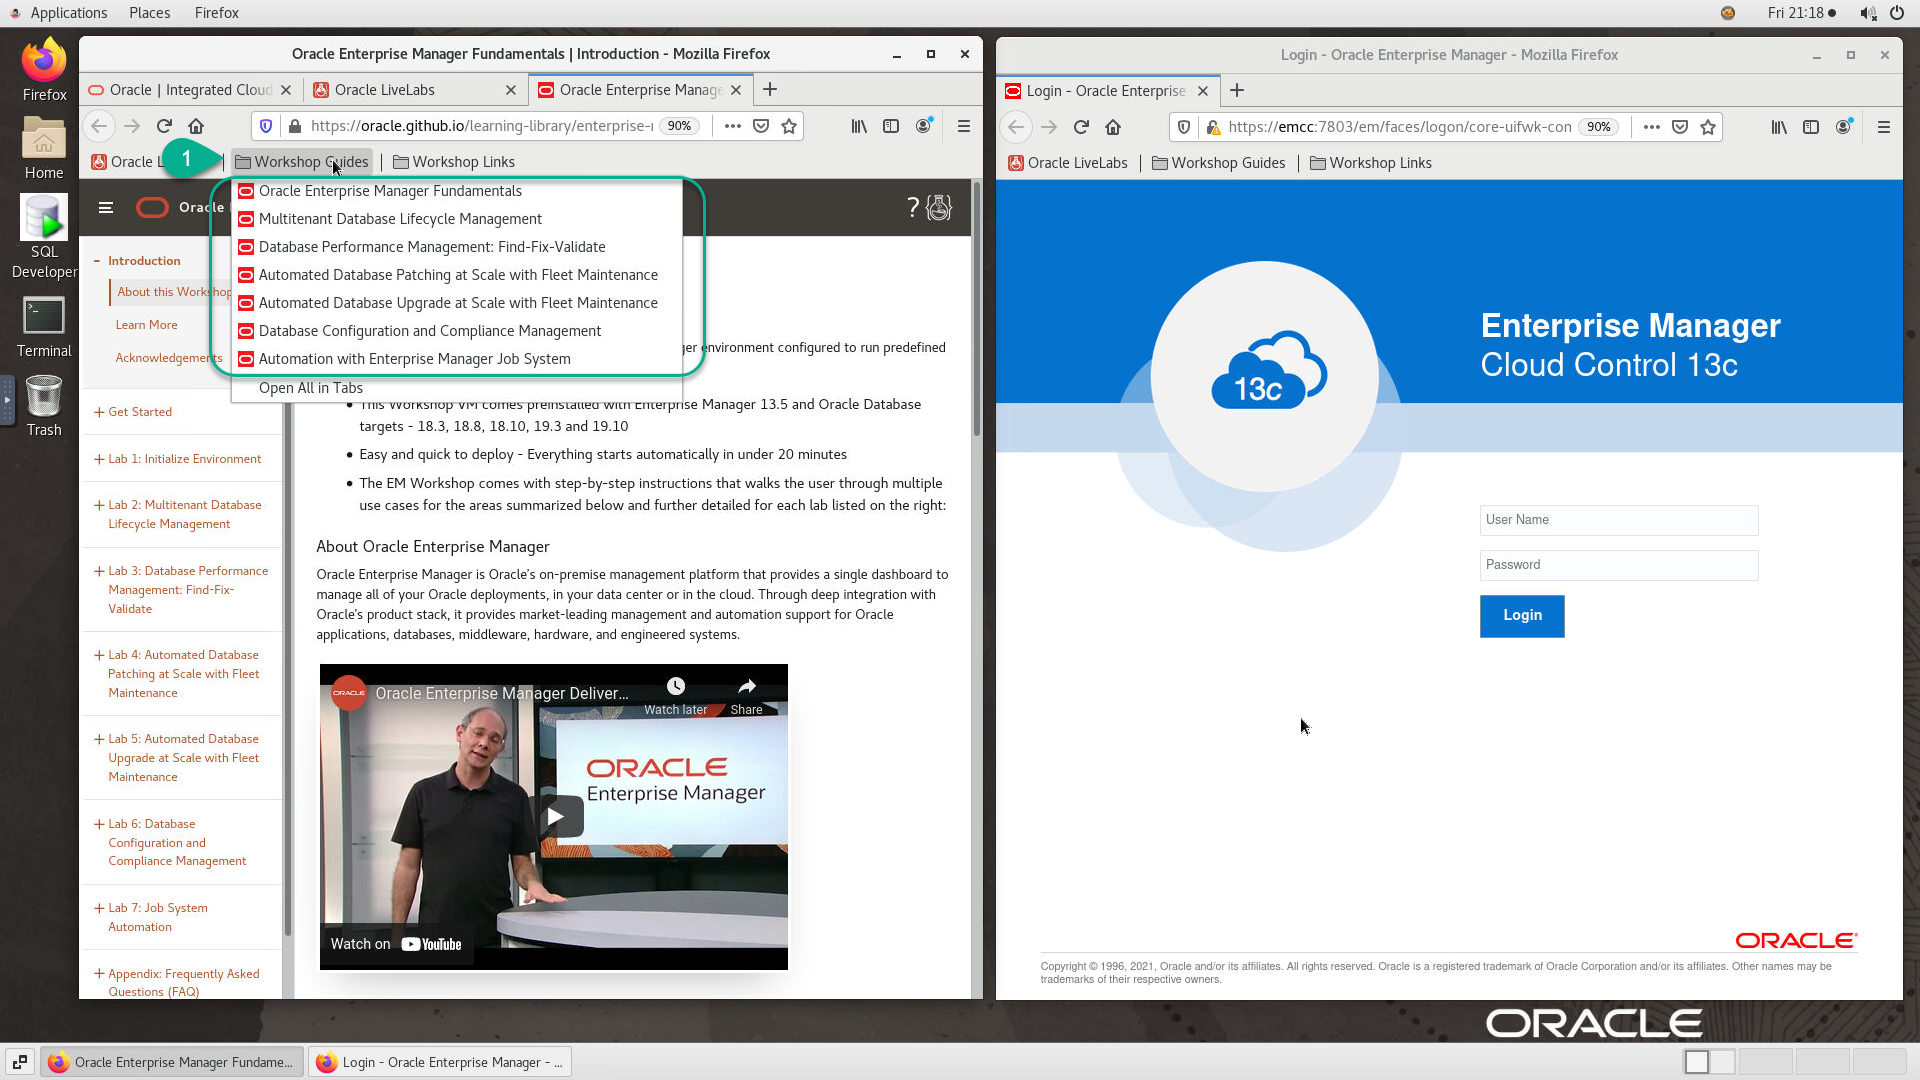 Applications Places Firefox
Fri 21:18
Firefox
Home
SQL
Developer
Terminal
Trash
Oracle Enterprise Manager Fundamentals | Introduction - Mozilla Firefox
Oracle | Integrated Cloud
Oracle LiveLabs
Oracle Enterprise Manage
https://oracle.github.io/learning-library/enterprise-
90%
Oracle L
1
Workshop Guides
Workshop Links
Oracle Enterprise Manager Fundamentals
Multitenant Database Lifecycle Management
Database Performance Management: Find-Fix-Validate
Automated Database Patching at Scale with Fleet Maintenance
Automated Database Upgrade at Scale with Fleet Maintenance
Database Configuration and Compliance Management
Automation with Enterprise Manager Job System
Open All in Tabs
Oracle
?
- Introduction
About this Workshop
Learn More
Acknowledgements
+ Get Started
+ Lab 1: Initialize Environment
+ Lab 2: Multitenant Database
Lifecycle Management
+ Lab 3: Database Performance
Management: Find-Fix-
Validate
+ Lab 4: Automated Database
Patching at Scale with Fleet
Maintenance
+ Lab 5: Automated Database
Upgrade at Scale with Fleet
Maintenance
+ Lab 6: Database
Configuration and
Compliance Management
+ Lab 7: Job System
Automation
+ Appendix: Frequently Asked
Questions (FAQ)
ger environment configured to run predefined
• This Workshop VM comes preinstalled with Enterprise Manager 13.5 and Oracle Database
targets - 18.3, 18.8, 18.10, 19.3 and 19.10
• Easy and quick to deploy - Everything starts automatically in under 20 minutes
• The EM Workshop comes with step-by-step instructions that walks the user through multiple
use cases for the areas summarized below and further detailed for each lab listed on the right:
About Oracle Enterprise Manager
Oracle Enterprise Manager is Oracle's on-premise management platform that provides a single dashboard to
manage all of your Oracle deployments, in your data center or in the cloud. Through deep integration with
Oracle's product stack, it provides market-leading management and automation support for Oracle
applications, databases, middleware, hardware, and engineered systems.
ORACLE
Oracle Enterprise Manager Deliver...
Watch later
Share
ORACLE
Enterprise Manager
Watch on YouTube
Login - Oracle Enterprise Manager - Mozilla Firefox
Login - Oracle Enterprise
https://emcc:7803/em/faces/logon/core-uifwk-con
90%
Oracle LiveLabs
Workshop Guides
Workshop Links
13c
Enterprise Manager
Cloud Control 13c
User Name
Password
Login
ORACLE
Copyright © 1996, 2021, Oracle and/or its affiliates. All rights reserved. Oracle is a registered trademark of Oracle Corporation and/or its affiliates. Other names may be
trademarks of their respective owners.
ORACLE
Oracle Enterprise Manager Fundame...
Login - Oracle Enterprise Manager - ...